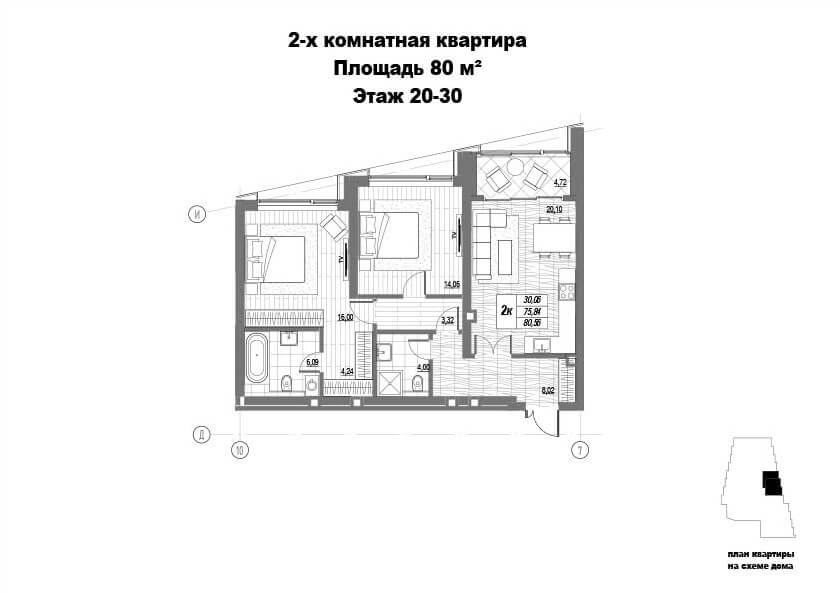 2-х комнатная квартира
Площадь 80 м²
Этаж 20-30
4.72
И
20.10
TV
TV
14.05
2к
30.06
75.84
80.56
16.00
3.32
6.09
4.24
4.00
8.02
Д
10
7
план квартиры
на схеме дома